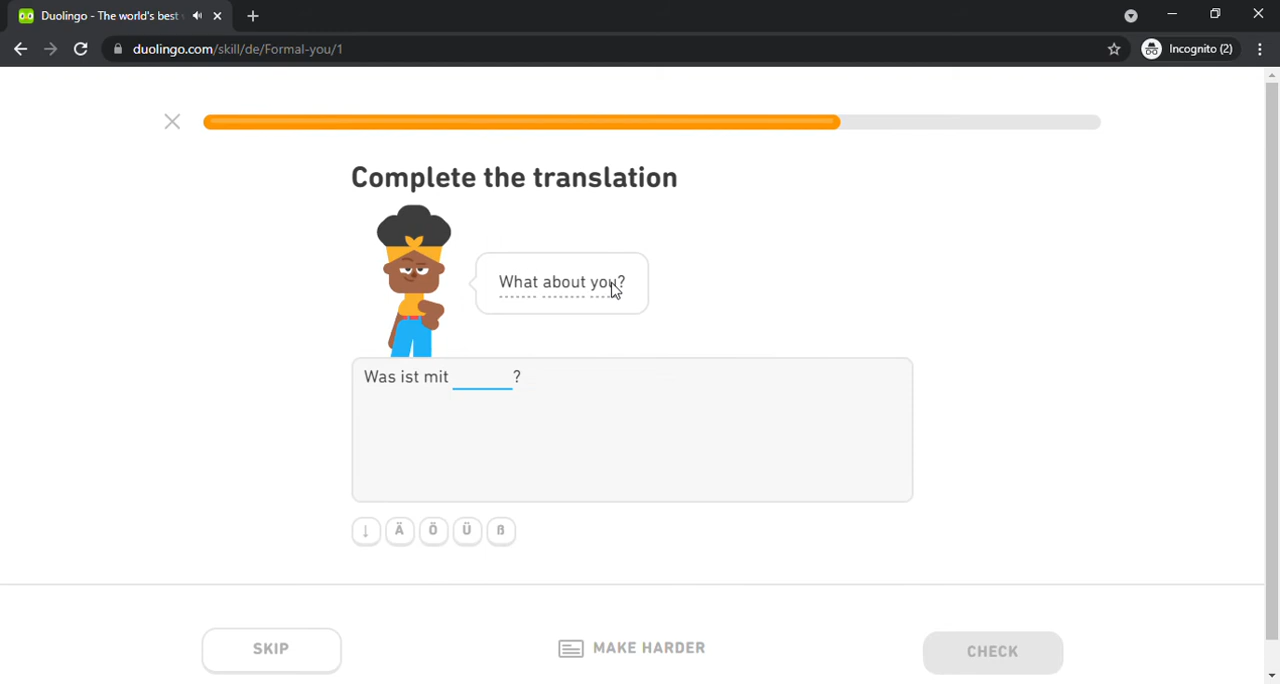 Duolingo - The world's best
duolingo.com/skill/de/Formal-you/1
Incognito (2)
Complete the translation
What about you?
Was ist mit ______?
↓ Ä Ö Ü ß
SKIP
MAKE HARDER
CHECK